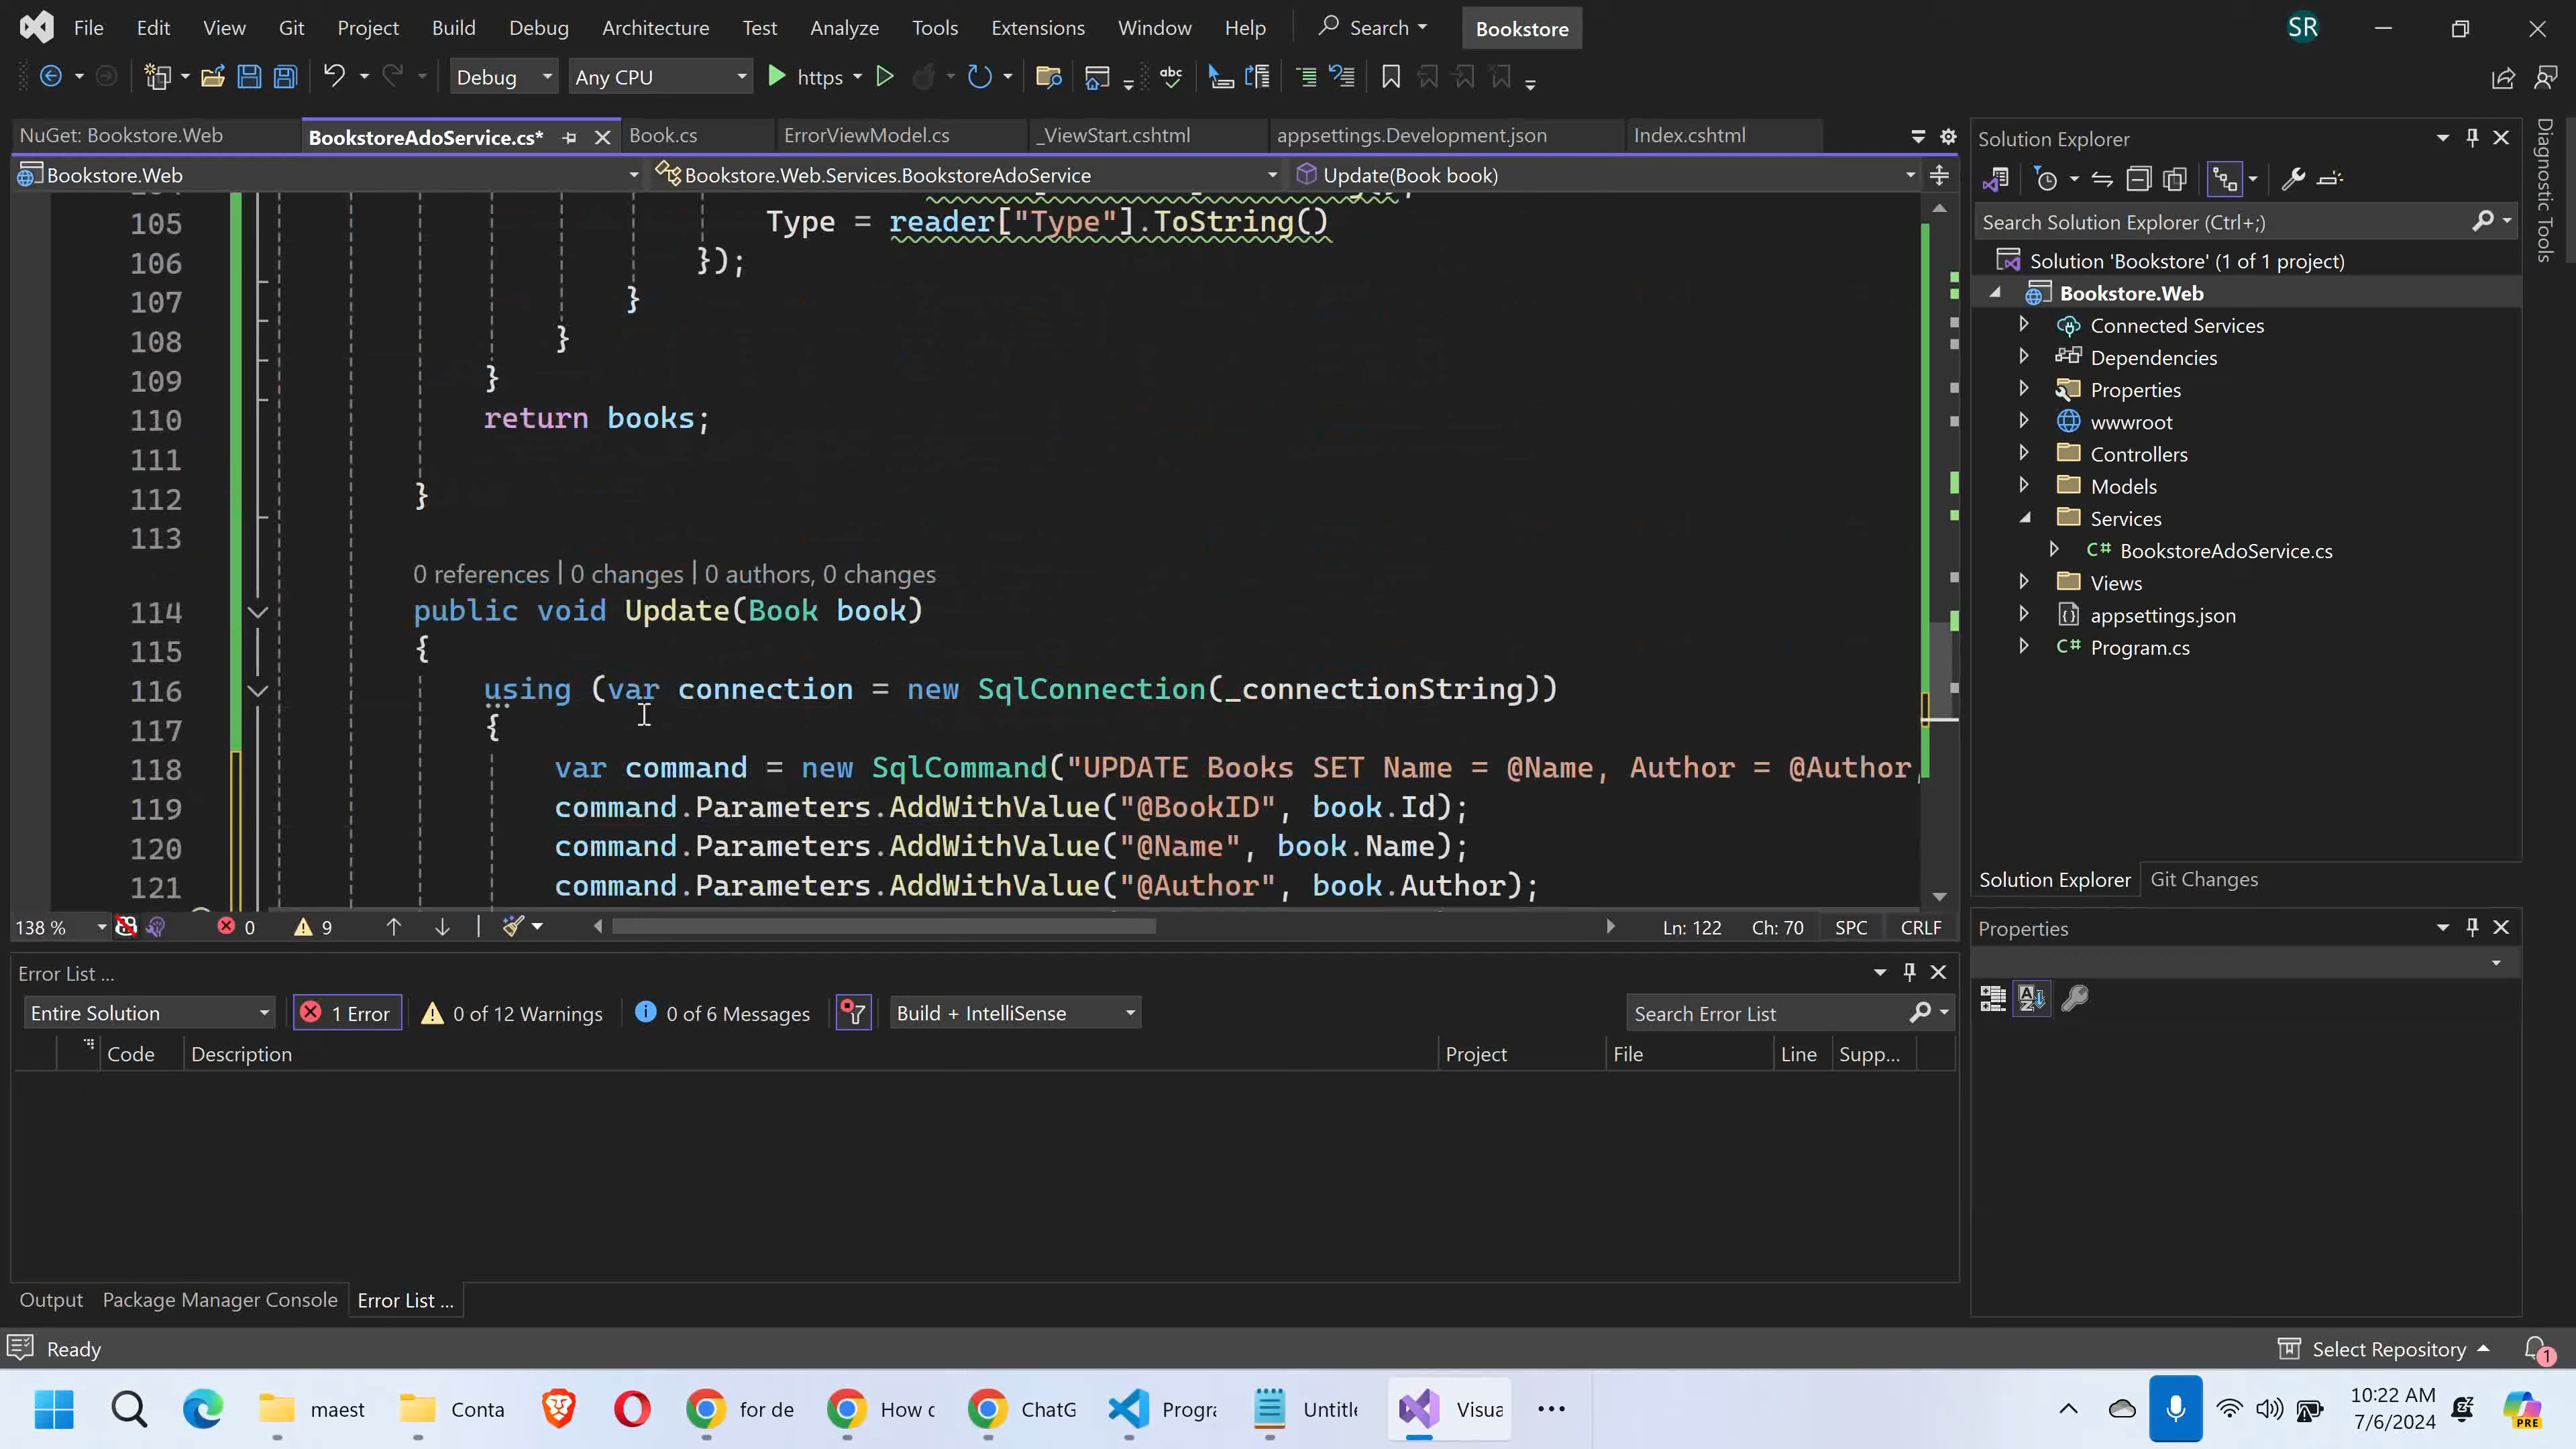 File Edit View Git Project Build Debug Architecture Test Analyze Tools Extensions Window Help Search Bookstore SR
Debug Any CPU https
NuGet: Bookstore.Web BookstoreAdoService.cs* Book.cs ErrorViewModel.cs _ViewStart.cshtml appsettings.Development.json Index.cshtml
Bookstore.Web Bookstore.Web.Services.BookstoreAdoService Update(Book book)
105 Type = reader["Type"].ToString()
106 });
107 }
108 }
109 }
110 return books;
111
112 }
113
0 references | 0 changes | 0 authors, 0 changes
114 public void Update(Book book)
115 {
116 using (var connection = new SqlConnection(_connectionString))
117 {
118 var command = new SqlCommand("UPDATE Books SET Name = @Name, Author = @Author,
119 command.Parameters.AddWithValue("@BookID", book.Id);
120 command.Parameters.AddWithValue("@Name", book.Name);
121 command.Parameters.AddWithValue("@Author", book.Author);
138 % 0 9 Ln: 122 Ch: 70 SPC CRLF
Error List ...
Entire Solution 1 Error 0 of 12 Warnings 0 of 6 Messages Build + IntelliSense Search Error List
Code Description Project File Line Supp...
Output Package Manager Console Error List ...
Solution Explorer
Search Solution Explorer (Ctrl+;)
Solution 'Bookstore' (1 of 1 project)
Bookstore.Web
Connected Services
Dependencies
Properties
wwwroot
Controllers
Models
Services
C# BookstoreAdoService.cs
Views
appsettings.json
C# Program.cs
Solution Explorer Git Changes
Properties
Diagnostic Tools
Ready Select Repository 1
maest Conta for de How c ChatG Progra Untitle Visua
10:22 AM
7/6/2024
PRE